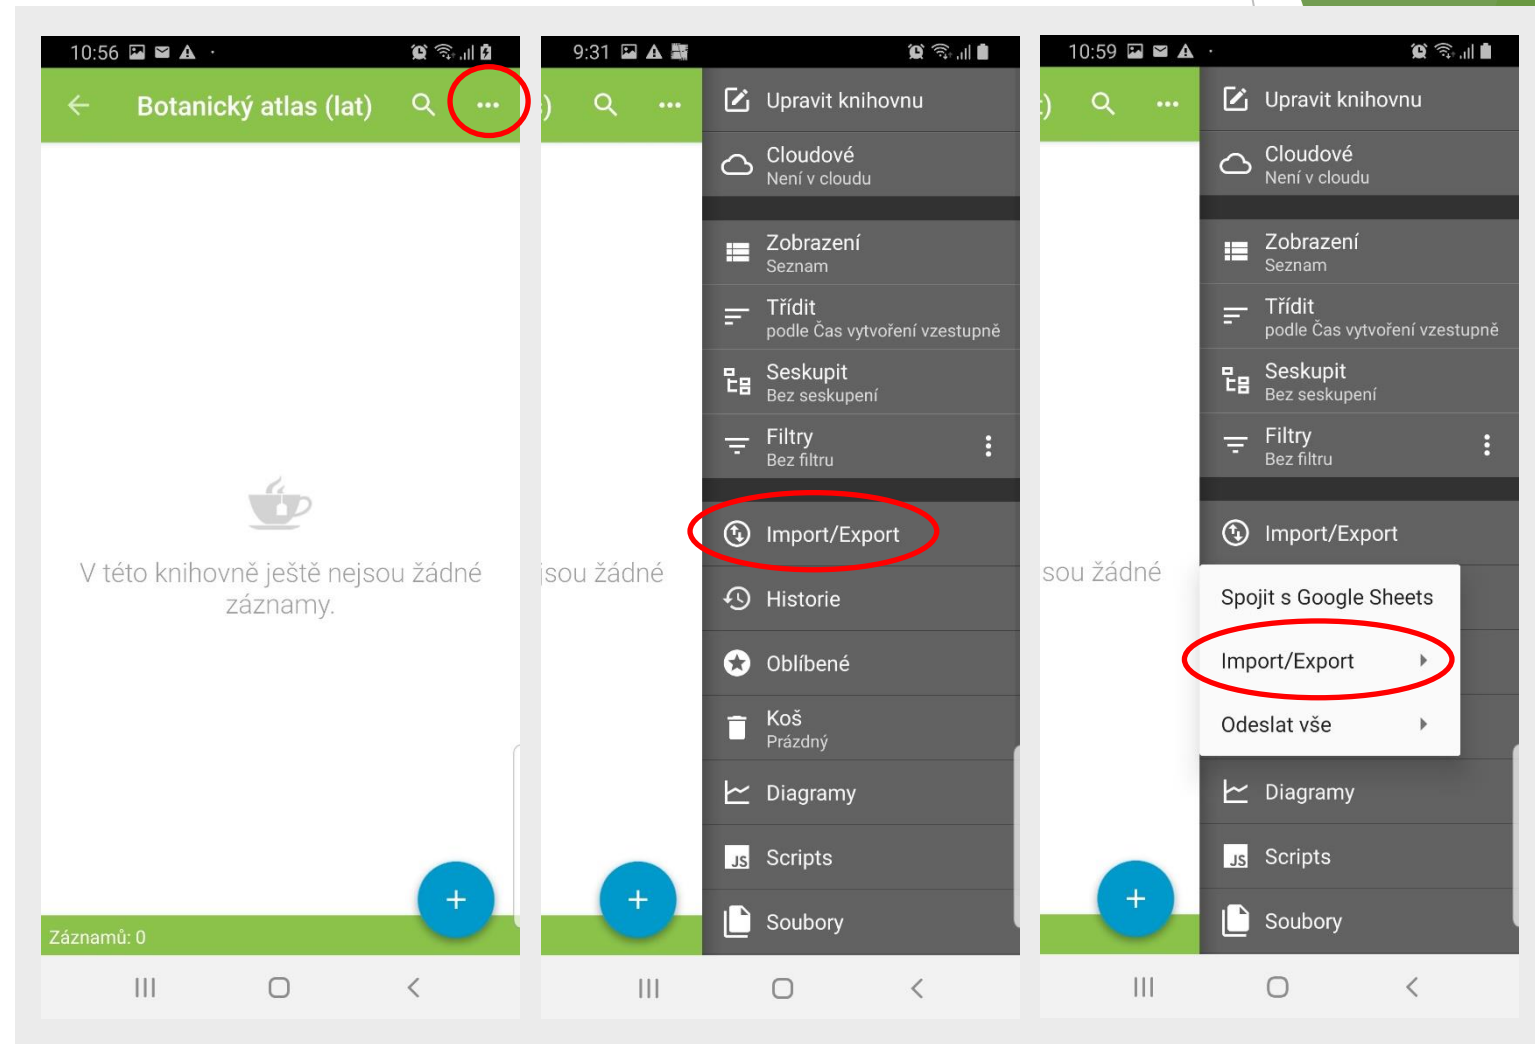 10:56
Botanický atlas (lat)
V této knihovně ještě nejsou žádné
záznamy.
Záznamů: 0
9:31
)
jsou žádné
Upravit knihovnu
Cloudové
Není v cloudu
Zobrazení
Seznam
Třídit
podle Čas vytvoření vzestupně
Seskupit
Bez seskupení
Filtry
Bez filtru
Import/Export
Historie
Oblíbené
Koš
Prázdný
Diagramy
JS Scripts
Soubory
10:59
)
sou žádné
Upravit knihovnu
Cloudové
Není v cloudu
Zobrazení
Seznam
Třídit
podle Čas vytvoření vzestupně
Seskupit
Bez seskupení
Filtry
Bez filtru
Import/Export
Spojit s Google Sheets
Import/Export
Odeslat vše
Diagramy
JS Scripts
Soubory